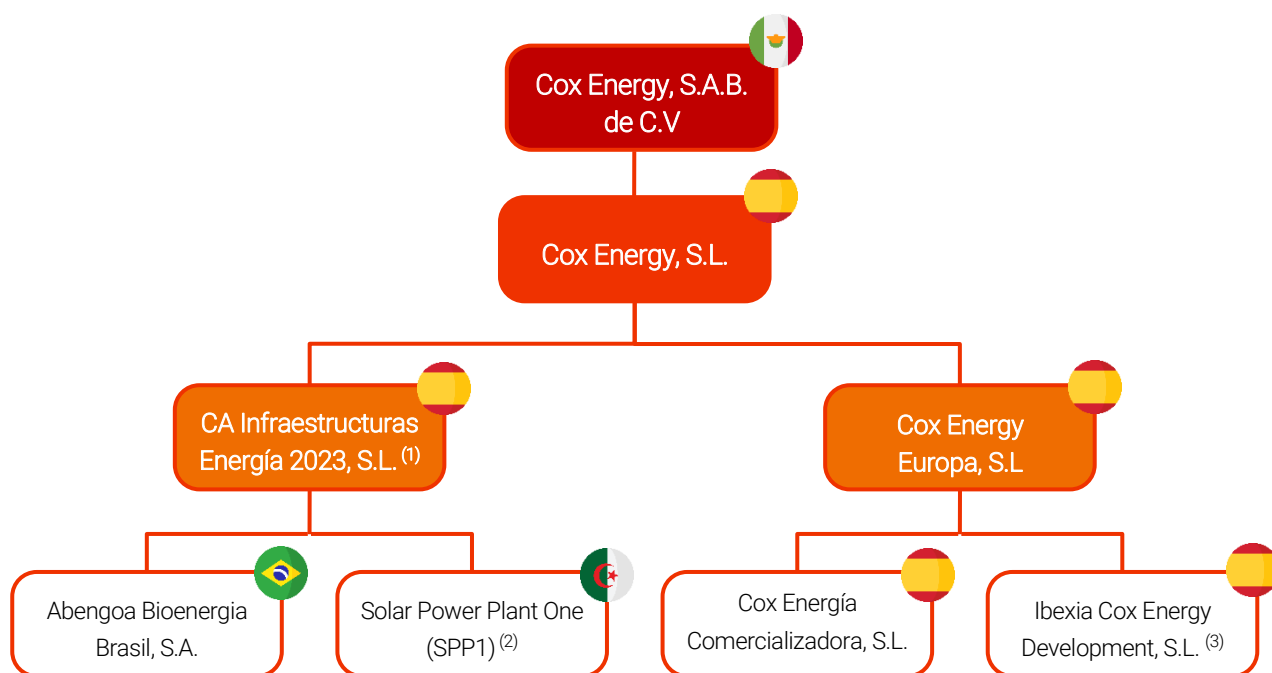 Cox Energy, S.A.B.
de C.V
Cox Energy, S.L.
CA Infraestructuras
Energía 2023, S.L. (1)
Cox Energy
Europa, S.L
Abengoa Bioenergia
Brasil, S.A.
Solar Power Plant One
(SPP1) (2)
Cox Energía
Comercializadora, S.L.
Ibexia Cox Energy
Development, S.L. (3)